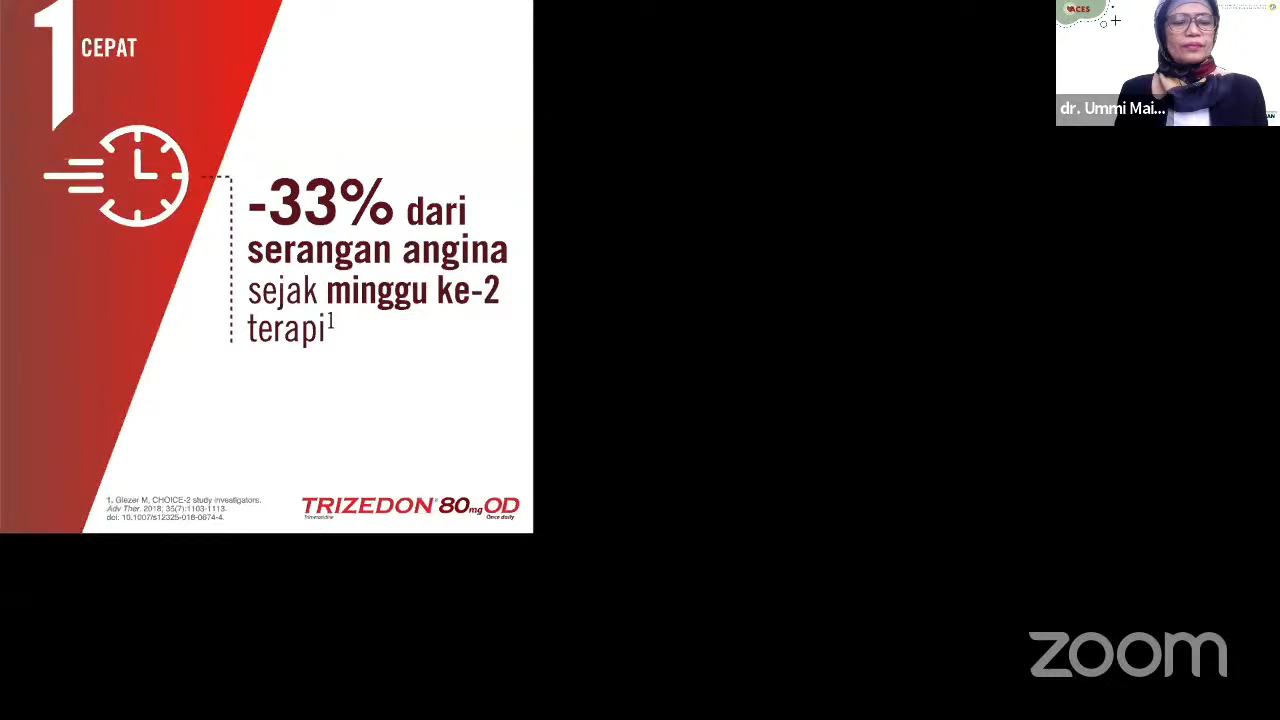 1
CEPAT
-33% dari
serangan angina
sejak minggu ke-2
terapi1
1. Glezer M, CHOICE-2 study investigators.
Adv Ther. 2018; 35(7):1103-1113.
doi: 10.1007/s12325-018-0674-4.
TRIZEDON® 80mg OD
Trimetazidine
Once daily
ACES
dr. Ummi Mai...
zoom